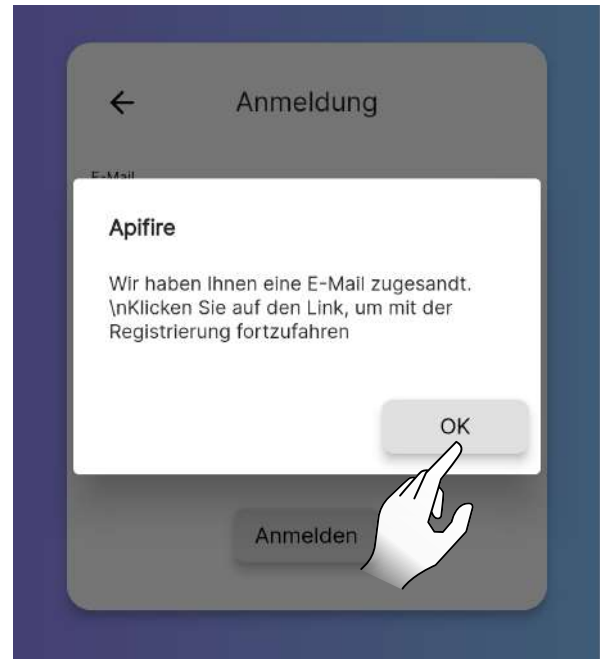 Anmeldung
E-Mail
Apifire
Wir haben Ihnen eine E-Mail zugesandt.
\nKlicken Sie auf den Link, um mit der
Registrierung fortzufahren
OK
Anmelden